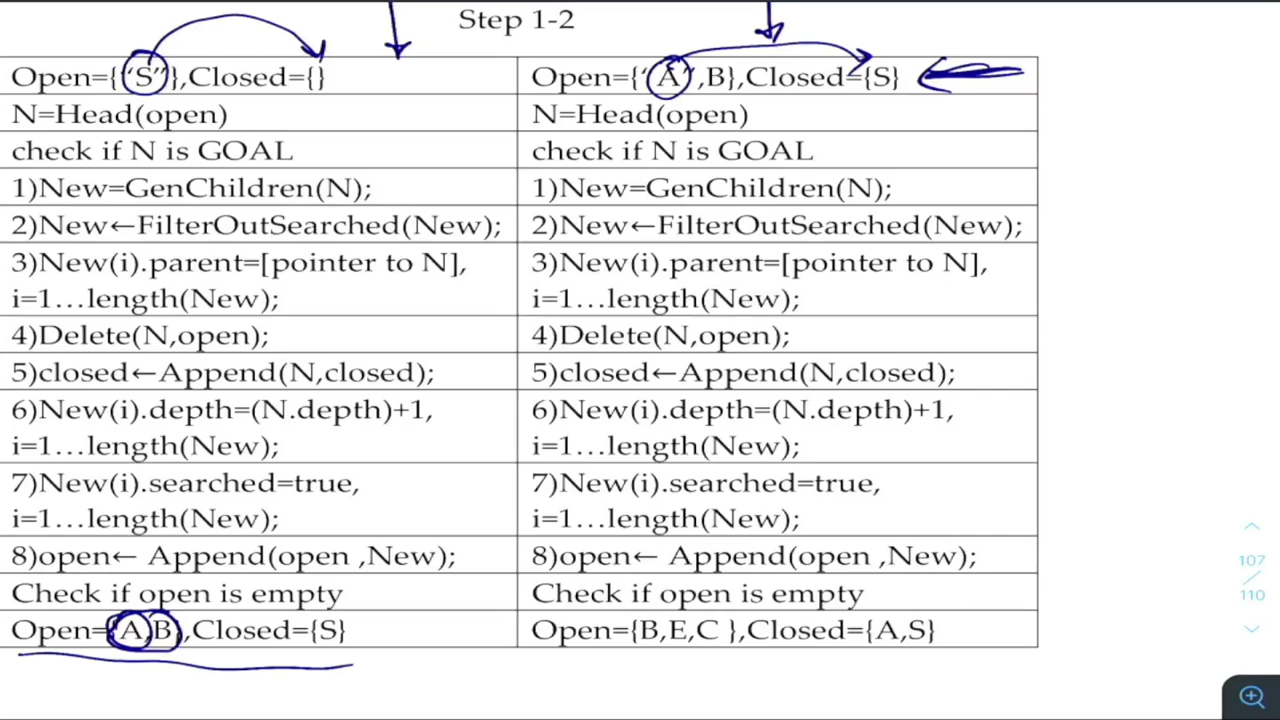 Step 1-2
Open={"S"},Closed={}
N=Head(open)
check if N is GOAL
1)New=GenChildren(N);
2)New←FilterOutSearched(New);
3)New(i).parent=[pointer to N],
i=1…length(New);
4)Delete(N,open);
5)closed←Append(N,closed);
6)New(i).depth=(N.depth)+1,
i=1…length(New);
7)New(i).searched=true,
i=1…length(New);
8)open← Append(open ,New);
Check if open is empty
Open={A,B},Closed={S}
Open={'A',B},Closed={S}
N=Head(open)
check if N is GOAL
1)New=GenChildren(N);
2)New←FilterOutSearched(New);
3)New(i).parent=[pointer to N],
i=1…length(New);
4)Delete(N,open);
5)closed←Append(N,closed);
6)New(i).depth=(N.depth)+1,
i=1…length(New);
7)New(i).searched=true,
i=1…length(New);
8)open← Append(open ,New);
Check if open is empty
Open={B,E,C },Closed={A,S}
107
/
110